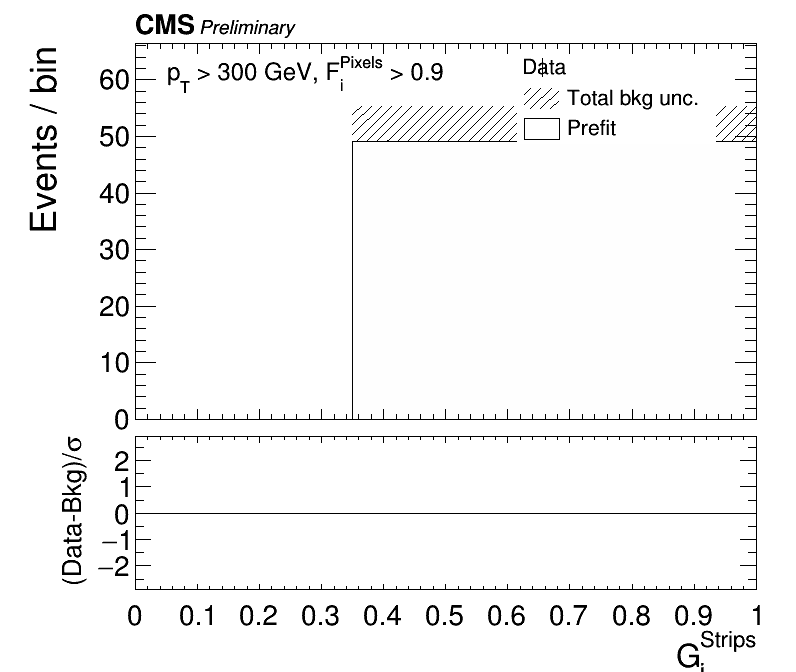 CMS Preliminary
p_T > 300 GeV, F_i^Pixels > 0.9
Data
Total bkg unc.
Prefit
Events / bin
60
50
40
30
20
10
0
(Data-Bkg)/σ
2
1
0
−1
−2
0 0.1 0.2 0.3 0.4 0.5 0.6 0.7 0.8 0.9 1
G_i^Strips